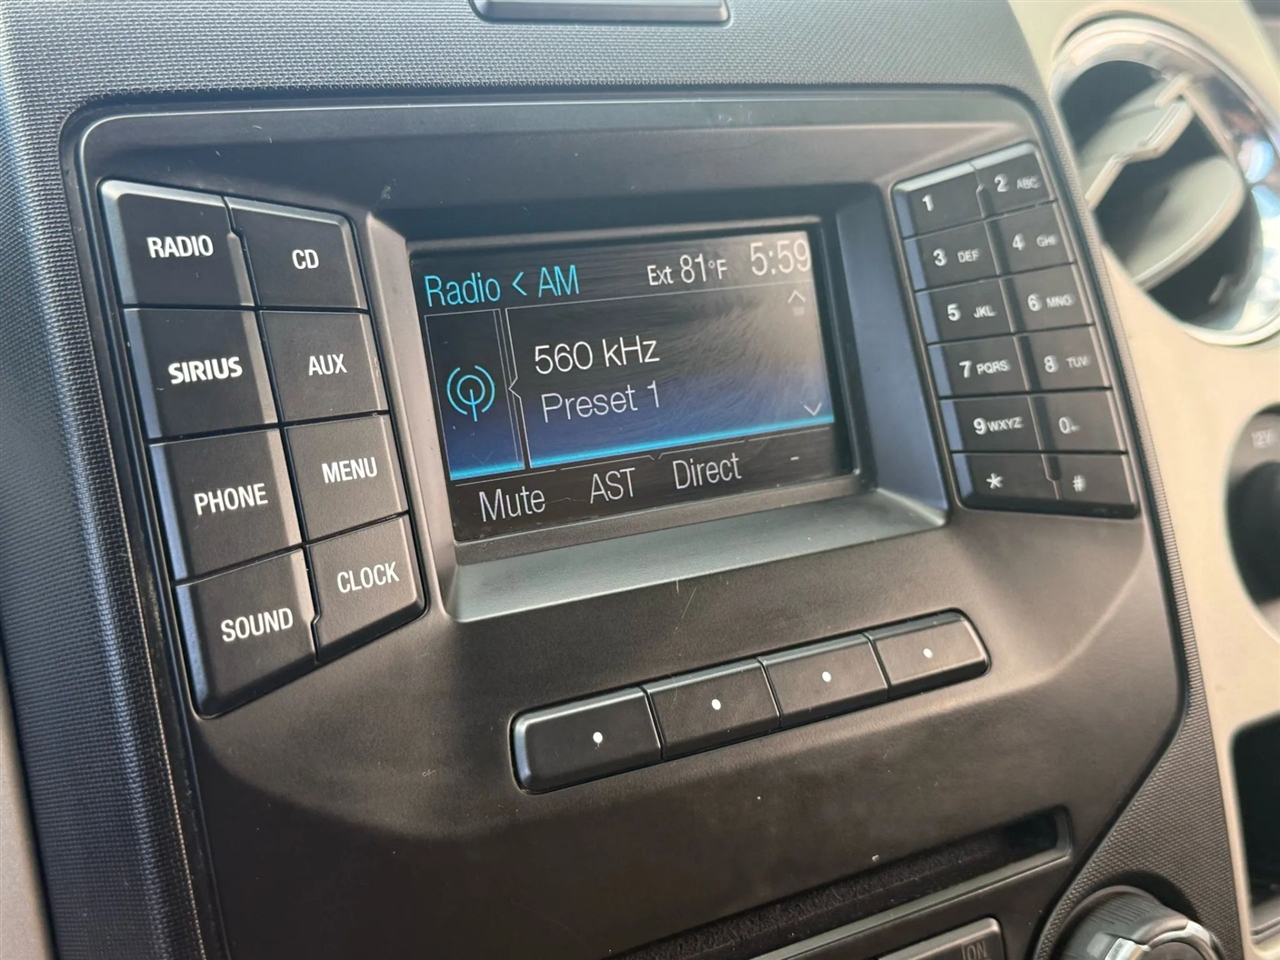 RADIO
CD
SIRIUS
AUX
PHONE
MENU
SOUND
CLOCK
Radio < AM
Ext 81°F
5:59
560 kHz
Preset 1
Mute
AST
Direct
-
1
2 ABC
3 DEF
4 GHI
5 JKL
6 MNO
7 PQRS
8 TUV
9 WXYZ
0
*
#
12V